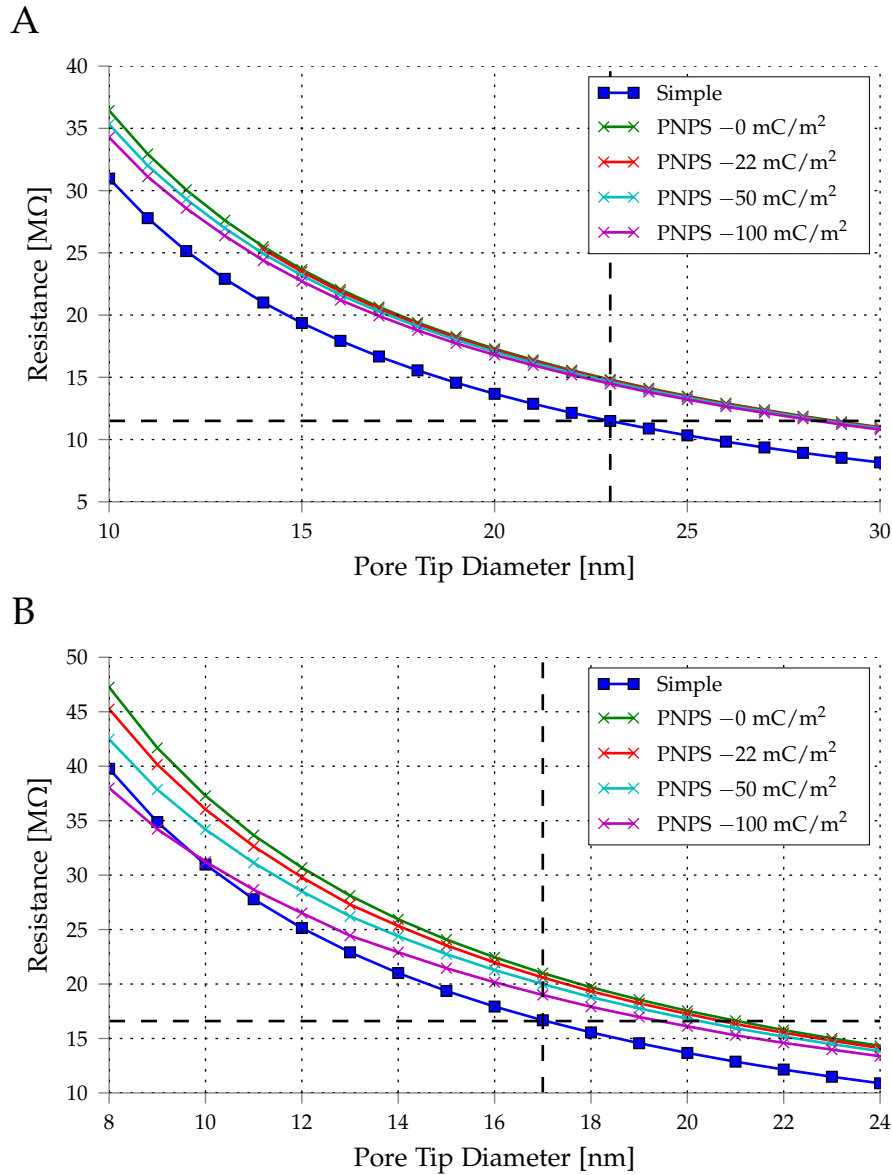 A
40
35
30
25
20
15
10
5
Resistance [MΩ]
10 15 20 25 30
Pore Tip Diameter [nm]
Simple
PNPS −0 mC/m²
PNPS −22 mC/m²
PNPS −50 mC/m²
PNPS −100 mC/m²
B
50
45
40
35
30
25
20
15
10
Resistance [MΩ]
8 10 12 14 16 18 20 22 24
Pore Tip Diameter [nm]
Simple
PNPS −0 mC/m²
PNPS −22 mC/m²
PNPS −50 mC/m²
PNPS −100 mC/m²